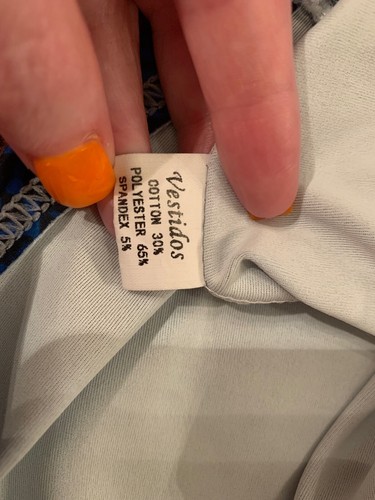 Vestidos
COTTON 30%
POLYESTER 65%
SPANDEX 5%